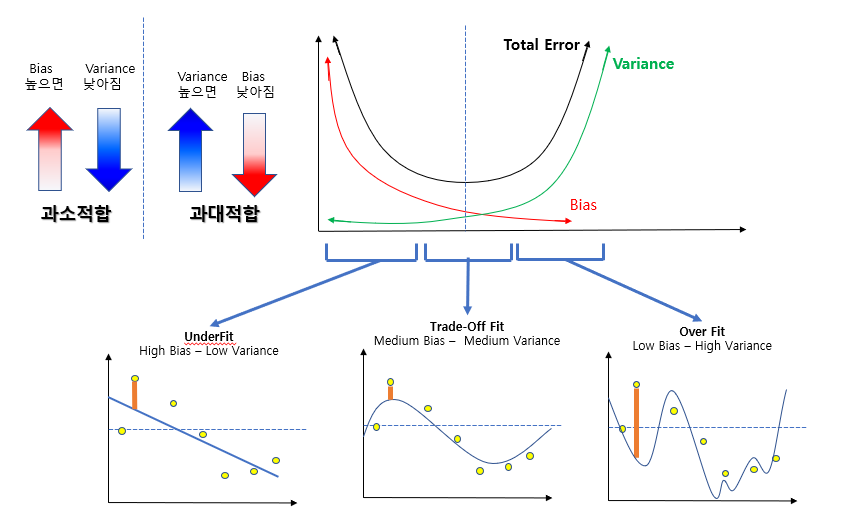 Bias
높으면
Variance
낮아짐
과소적합
Variance
높으면
Bias
낮아짐
과대적합
Total Error
Variance
Bias
UnderFit
High Bias – Low Variance
Trade-Off Fit
Medium Bias – Medium Variance
Over Fit
Low Bias – High Variance